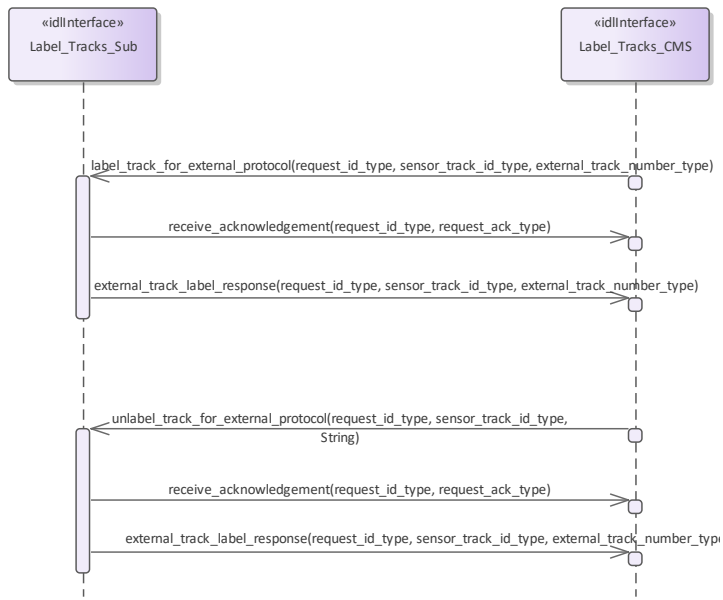 «idlInterface»
Label_Tracks_Sub
«idlInterface»
Label_Tracks_CMS
label_track_for_external_protocol(request_id_type, sensor_track_id_type, external_track_number_type)
receive_acknowledgement(request_id_type, request_ack_type)
external_track_label_response(request_id_type, sensor_track_id_type, external_track_number_type)
unlabel_track_for_external_protocol(request_id_type, sensor_track_id_type,
String)
receive_acknowledgement(request_id_type, request_ack_type)
external_track_label_response(request_id_type, sensor_track_id_type, external_track_number_type